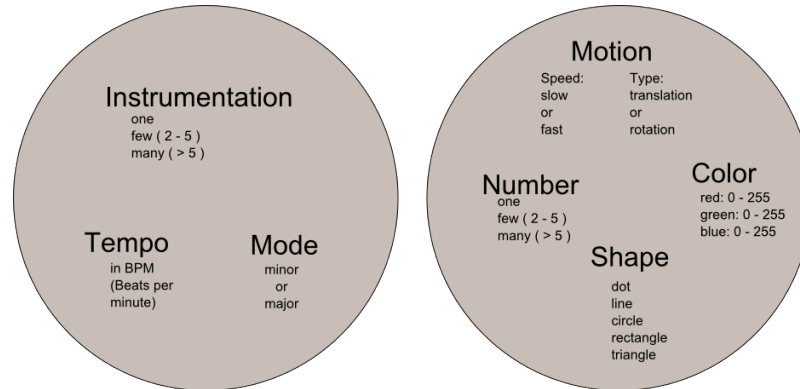 Instrumentation
one
few ( 2 - 5 )
many ( > 5 )
Tempo
in BPM
(Beats per
minute)
Mode
minor
or
major
Motion
Speed:
slow
or
fast
Type:
translation
or
rotation
Number
one
few ( 2 - 5 )
many ( > 5 )
Color
red: 0 - 255
green: 0 - 255
blue: 0 - 255
Shape
dot
line
circle
rectangle
triangle